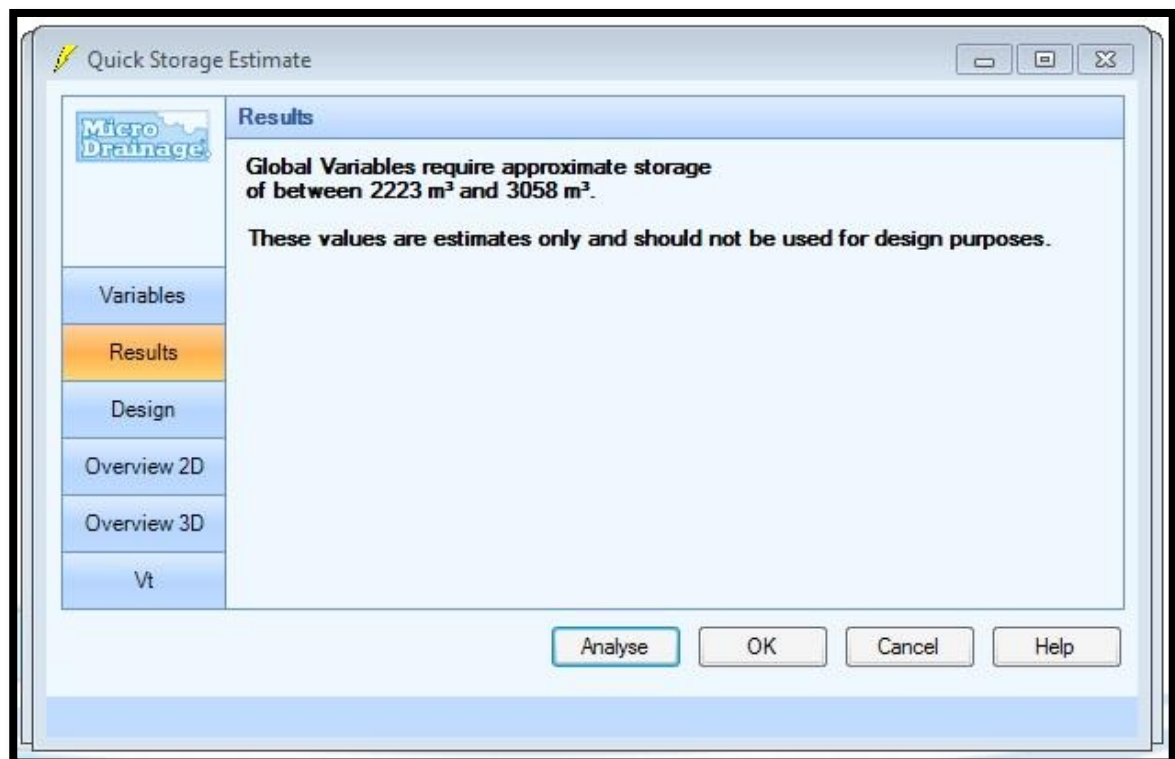 Quick Storage Estimate
Micro
Drainage
Results
Global Variables require approximate storage
of between 2223 m³ and 3058 m³.
These values are estimates only and should not be used for design purposes.
Variables
Results
Design
Overview 2D
Overview 3D
Vt
Analyse
OK
Cancel
Help